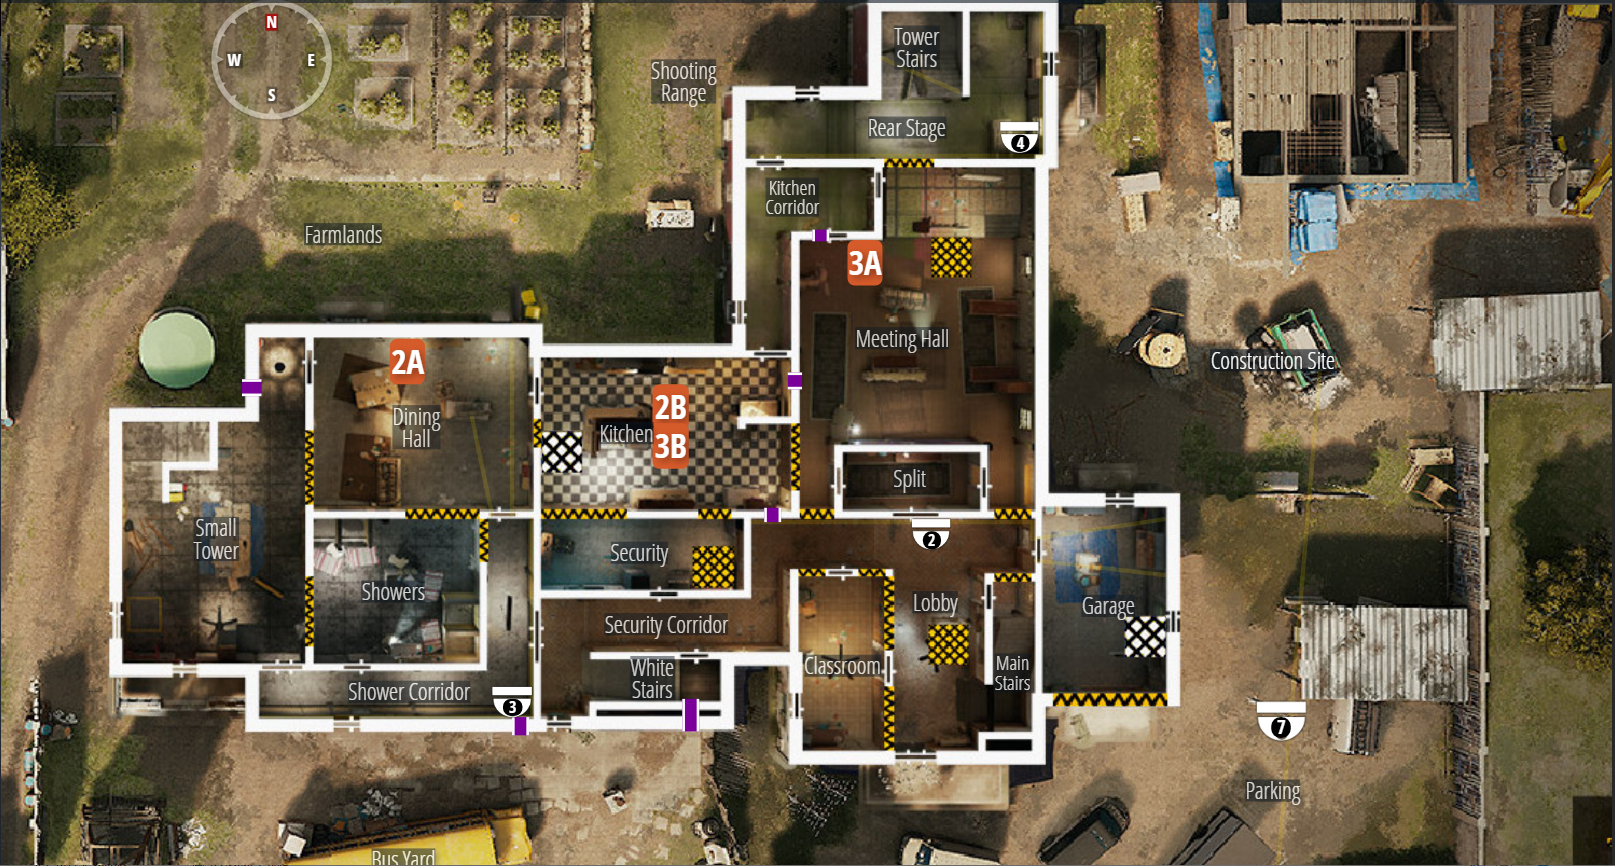 N
W
E
S
Tower
Stairs
Shooting
Range
Rear Stage
4
Kitchen
Corridor
Farmlands
3A
Meeting Hall
2A
Dining
Hall
2B
Kitchen
3B
Construction Site
Split
2
Small
Tower
Security
Showers
Lobby
Garage
Security Corridor
Classroom
White
Stairs
Main
Stairs
Shower Corridor
3
7
Parking
Bus Yard